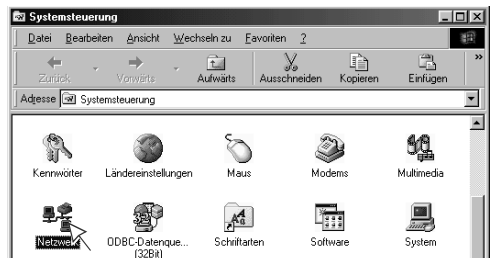 Systemsteuerung
Datei Bearbeiten Ansicht Wechseln zu Favoriten ?
Zurück Vorwärts Aufwärts Ausschneiden Kopieren Einfügen »
Adresse Systemsteuerung
Kennwörter Ländereinstellungen Maus Modems Multimedia
Netzwerk ODBC-Datenque... Schriftarten Software System
(32Bit)